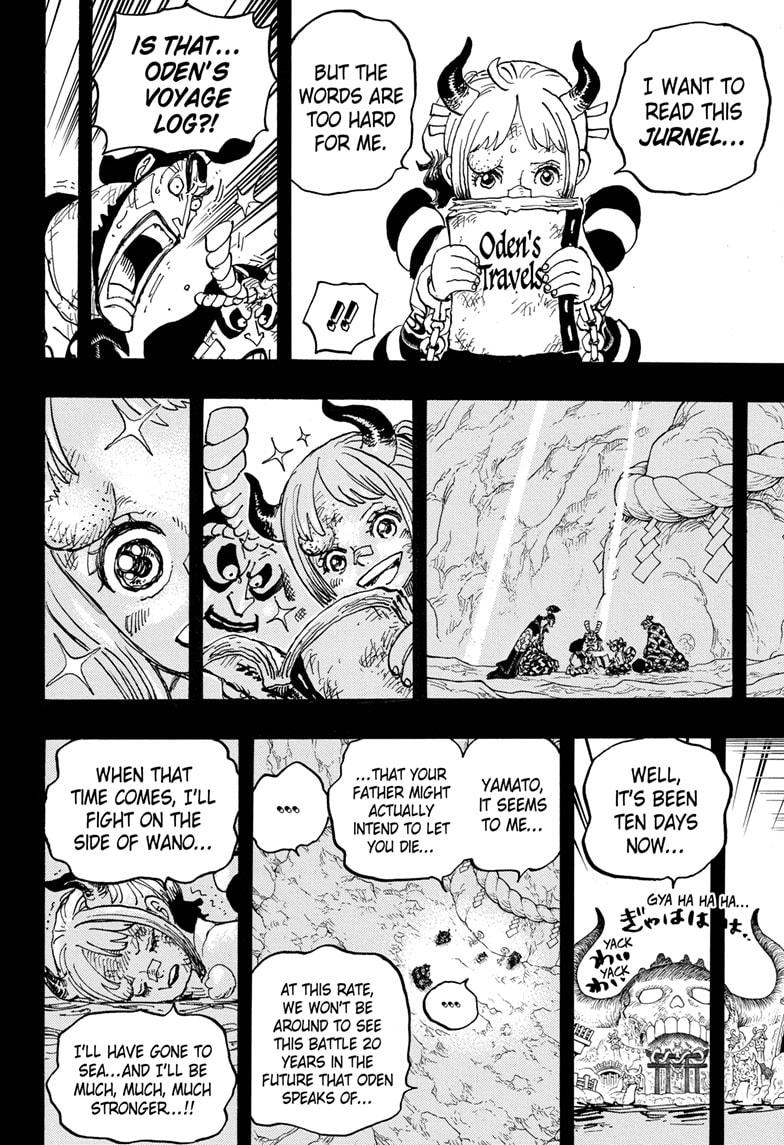 I WANT TO
READ THIS
JURNEL...
BUT THE
WORDS ARE
TOO HARD
FOR ME.
Oden's
Travels
!!
IS THAT...
ODEN'S
VOYAGE
LOG?!
WELL,
IT'S BEEN
TEN DAYS
NOW...
GYA HA HA HA...
ぎゃはははは...
YACK
わい
YACK
わい
YAMATO,
IT SEEMS
TO ME...
...THAT YOUR
FATHER MIGHT
ACTUALLY
INTEND TO LET
YOU DIE...
...
...
AT THIS RATE,
WE WON'T BE
AROUND TO SEE
THIS BATTLE 20
YEARS IN THE
FUTURE THAT ODEN
SPEAKS OF...
WHEN THAT
TIME COMES, I'LL
FIGHT ON THE
SIDE OF WANO...
I'LL HAVE GONE TO
SEA...AND I'LL BE
MUCH, MUCH, MUCH
STRONGER...!!